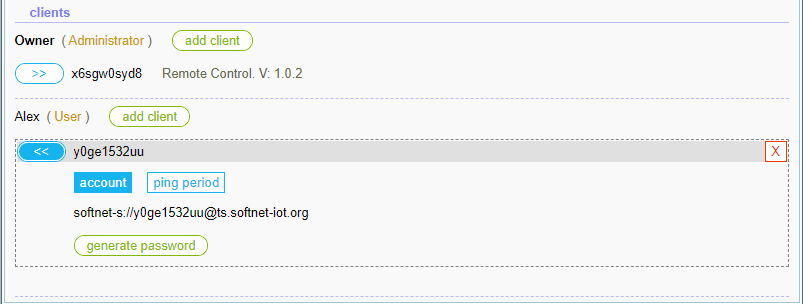 clients
Owner ( Administrator ) add client
>> x6sgw0syd8 Remote Control. V: 1.0.2
Alex ( User ) add client
<< y0ge1532uu X
account ping period
softnet-s://y0ge1532uu@ts.softnet-iot.org
generate password